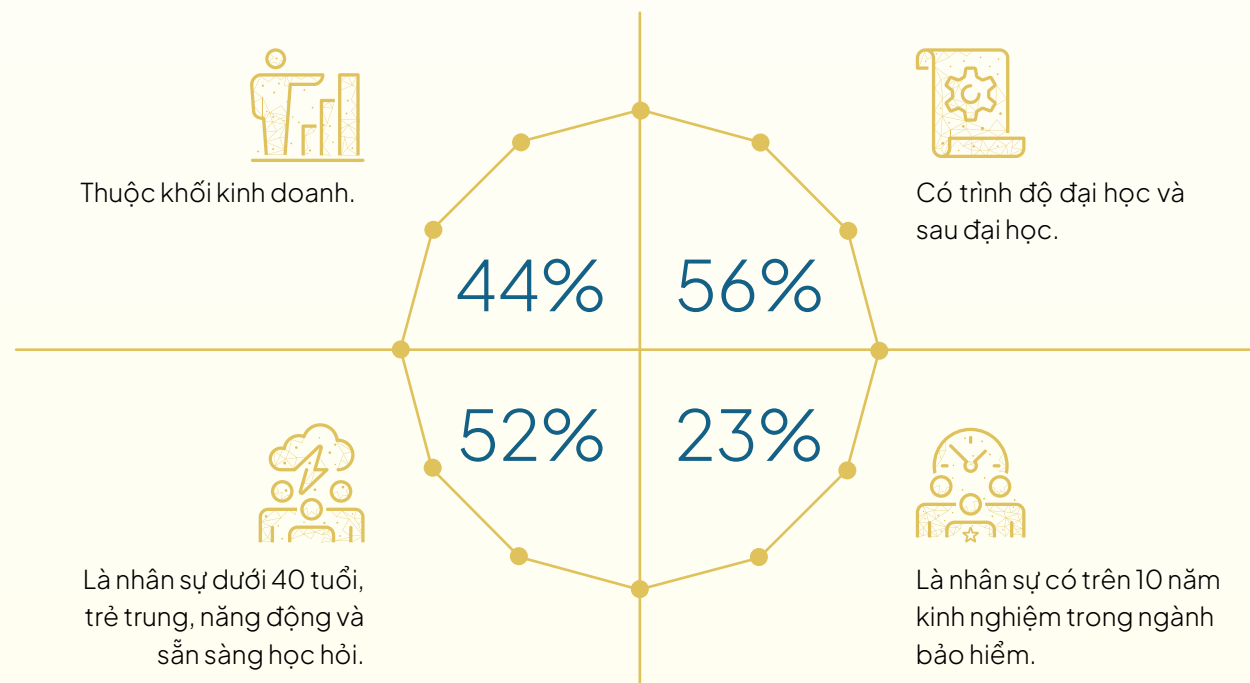 Thuộc khối kinh doanh.
Có trình độ đại học và
sau đại học.
44%
56%
52%
23%
Là nhân sự dưới 40 tuổi,
trẻ trung, năng động và
sẵn sàng học hỏi.
Là nhân sự có trên 10 năm
kinh nghiệm trong ngành
bảo hiểm.